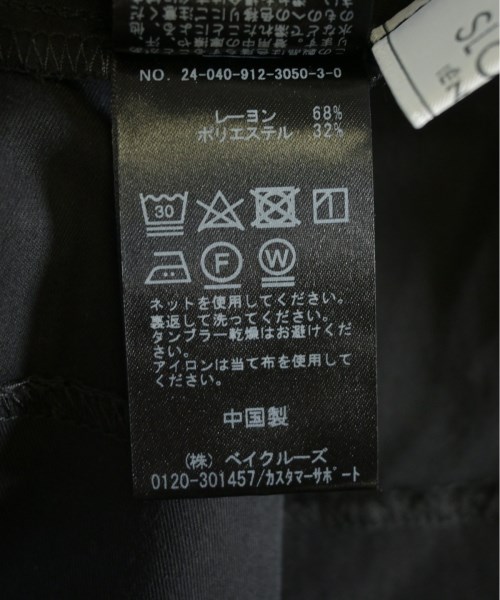 NO. 24-040-912-3050-3-0
レーヨン 68%
ポリエステル 32%
30
F W
ネットを使用してください。
裏返して洗ってください。
タンブラー乾燥はお避けくだ
さい。
アイロンは当て布を使用して
ください。
中国製
(株) ベイクルーズ
0120-301457/カスタマーサポート